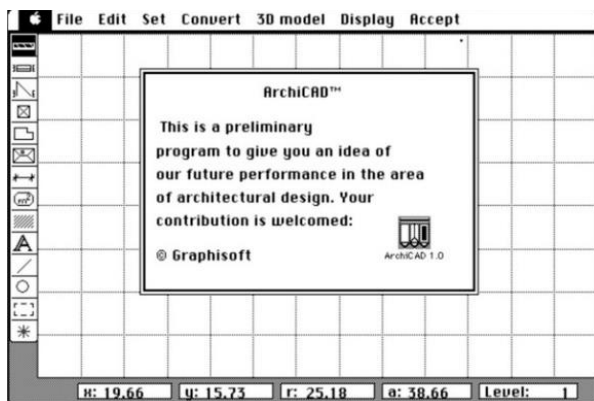 File Edit Set Convert 3D model Display Accept
ArchiCAD™
This is a preliminary
program to give you an idea of
our future performance in the area
of architectural design. Your
contribution is welcomed:
© Graphisoft
ArchiCAD 1.0
m²
A
x: 19.66 y: 15.73 r: 25.18 a: 38.66 Level: 1